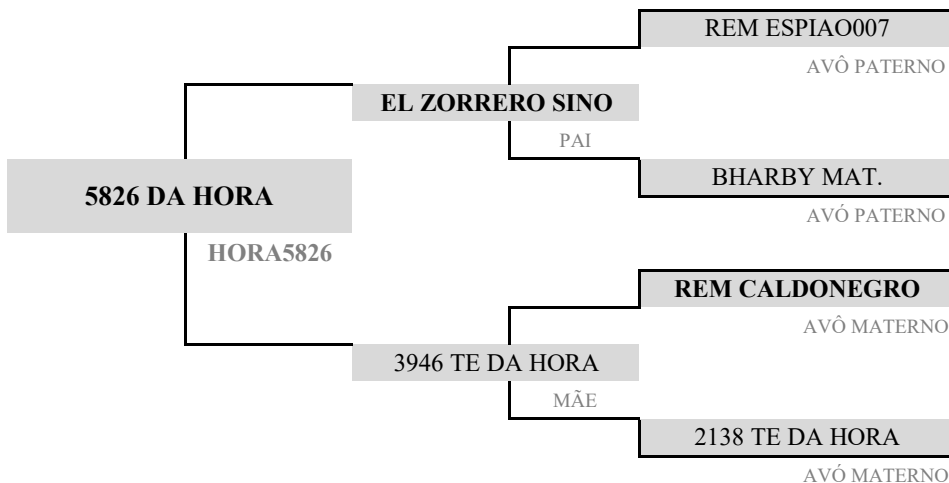 REM ESPIAO007
AVÔ PATERNO
EL ZORRERO SINO
PAI
BHARBY MAT.
AVÓ PATERNO
5826 DA HORA
HORA5826
REM CALDONEGRO
AVÔ MATERNO
3946 TE DA HORA
MÃE
2138 TE DA HORA
AVÓ MATERNO